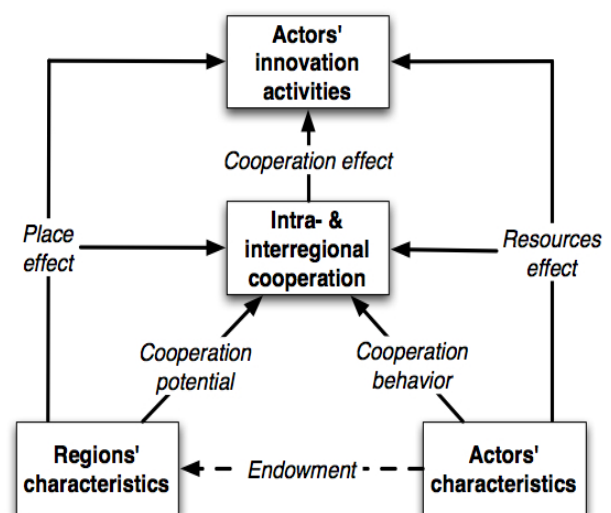 Actors'
innovation
activities
Cooperation effect
Place
effect
Intra- &
interregional
cooperation
Resources
effect
Cooperation
potential
Cooperation
behavior
Regions'
characteristics
Endowment
Actors'
characteristics